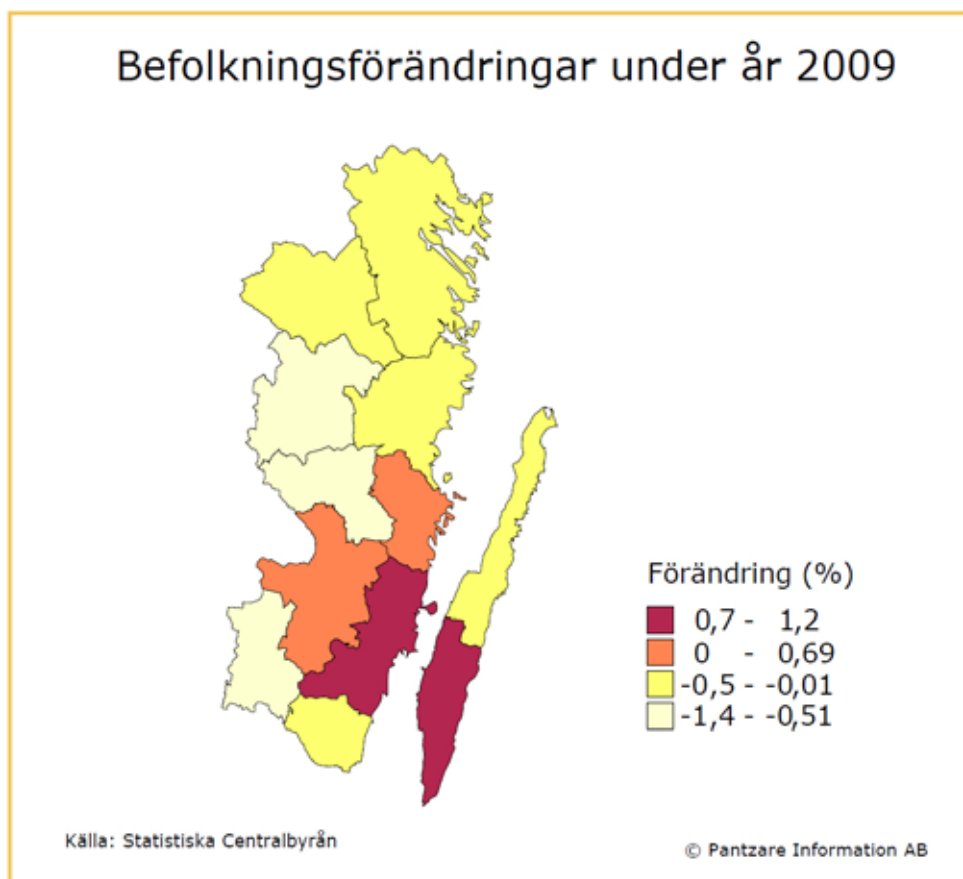 Befolkningsförändringar under år 2009
Förändring (%)
0,7 - 1,2
0 - 0,69
-0,5 - -0,01
-1,4 - -0,51
Källa: Statistiska Centralbyrån
© Pantzare Information AB